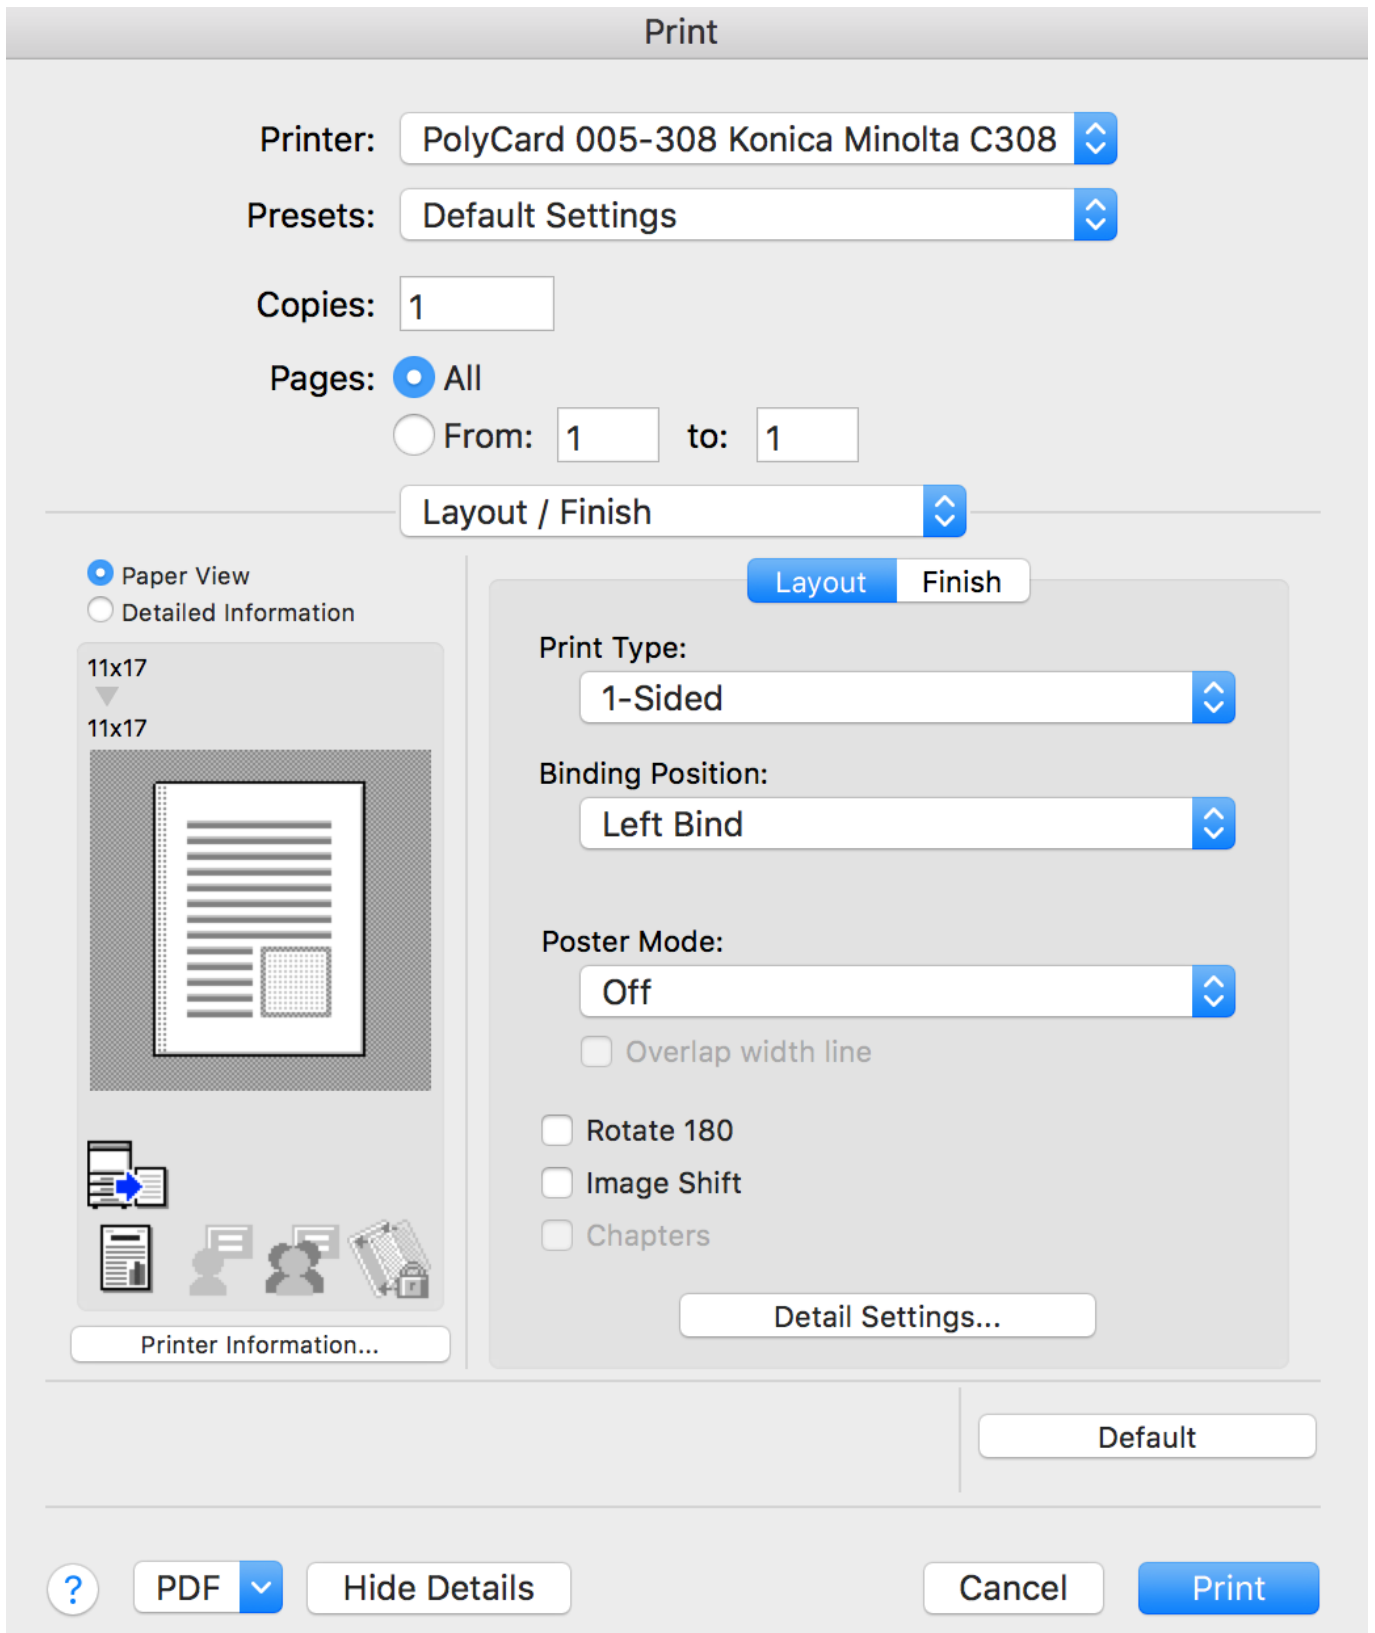 Print
Printer: PolyCard 005-308 Konica Minolta C308
Presets: Default Settings
Copies: 1
Pages: All
From: 1 to: 1
Layout / Finish
Paper View
Detailed Information
11x17
11x17
Printer Information...
Layout Finish
Print Type:
1-Sided
Binding Position:
Left Bind
Poster Mode:
Off
Overlap width line
Rotate 180
Image Shift
Chapters
Detail Settings...
Default
? PDF Hide Details Cancel Print